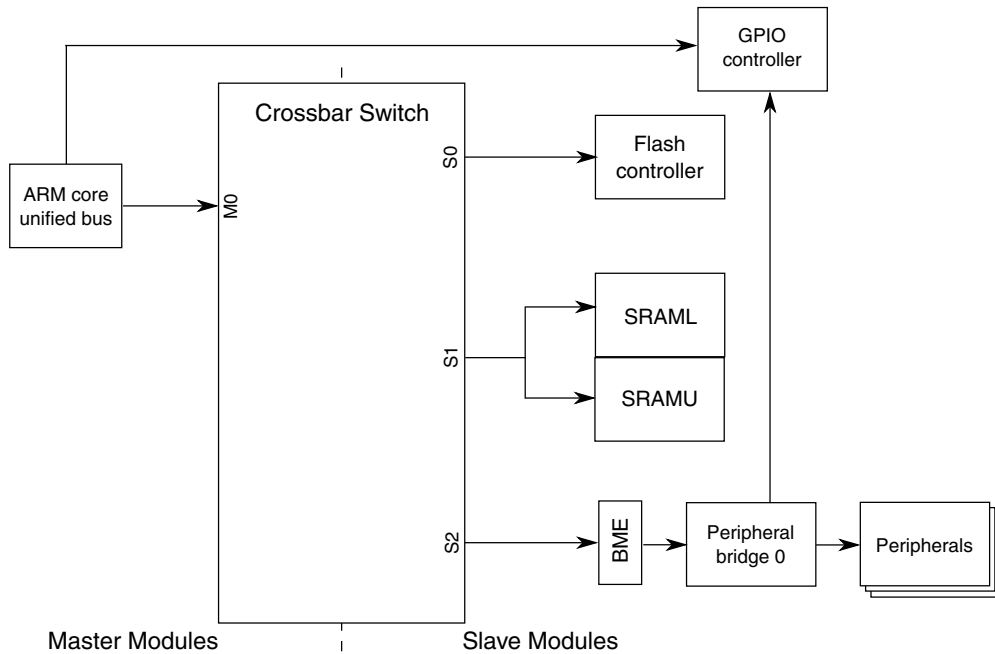 GPIO
controller
Crossbar Switch
S0
Flash
controller
ARM core
unified bus
M0
SRAML
S1
SRAMU
S2
BME
Peripheral
bridge 0
Peripherals
Master Modules
Slave Modules